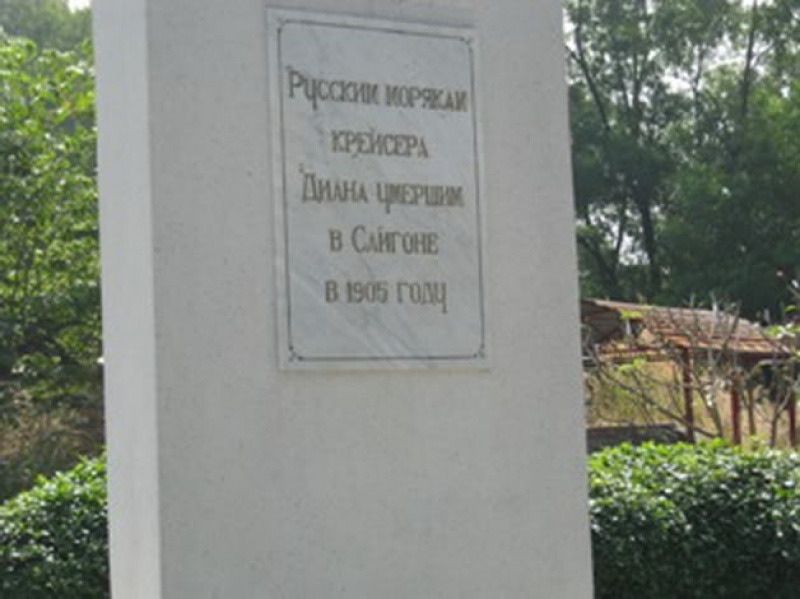 Русским морякам
крейсера
"Диана умершим
в Сайгоне
в 1905 году